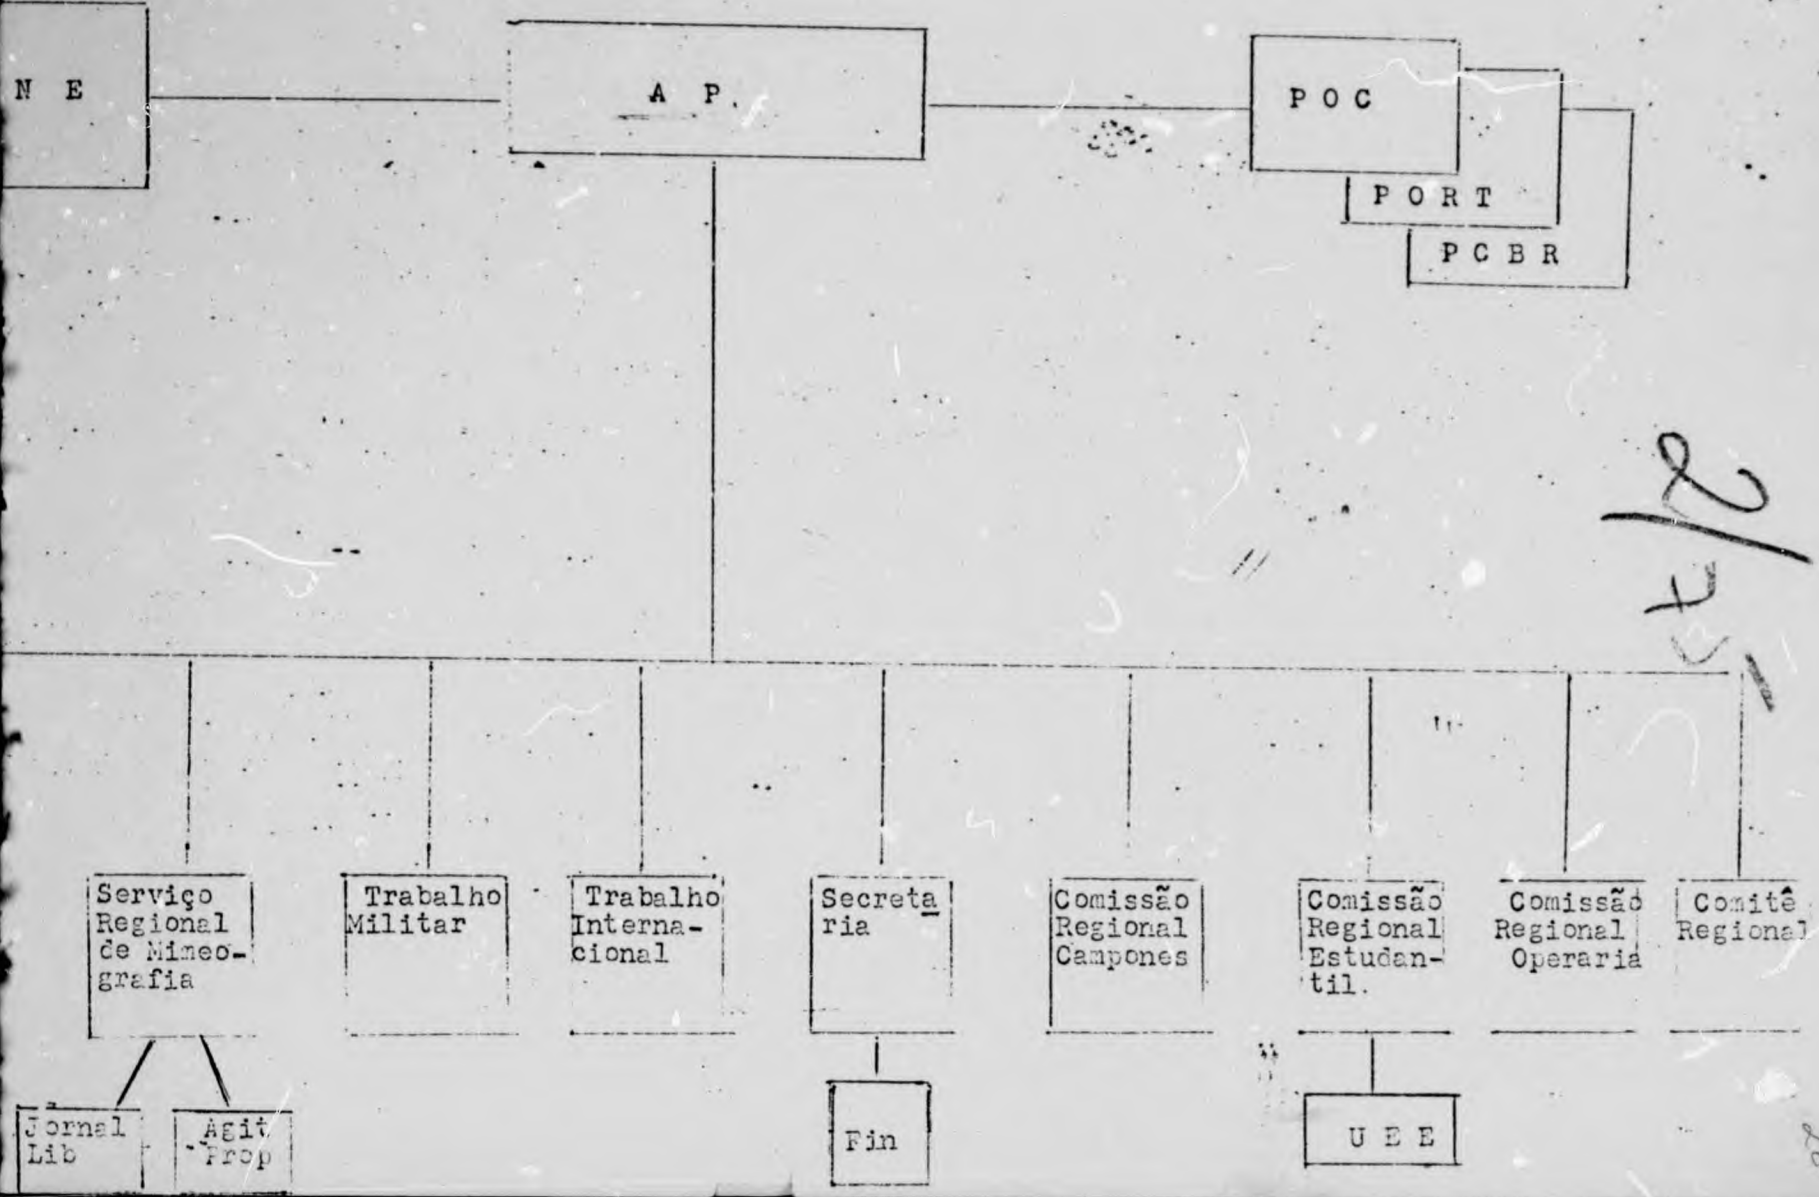 N E
A P.
P O C
P O R T
P C B R
Serviço
Regional
de Mimeo-
grafia
Trabalho
Militar
Trabalho
Interna-
cional
Secreta
ria
Comissão
Regional
Campones
Comissão
Regional
Estudan-
til.
Comissão
Regional
Operaria
Comitê
Regional
Jornal
Lib
Agit
Prop
Fin
U E E